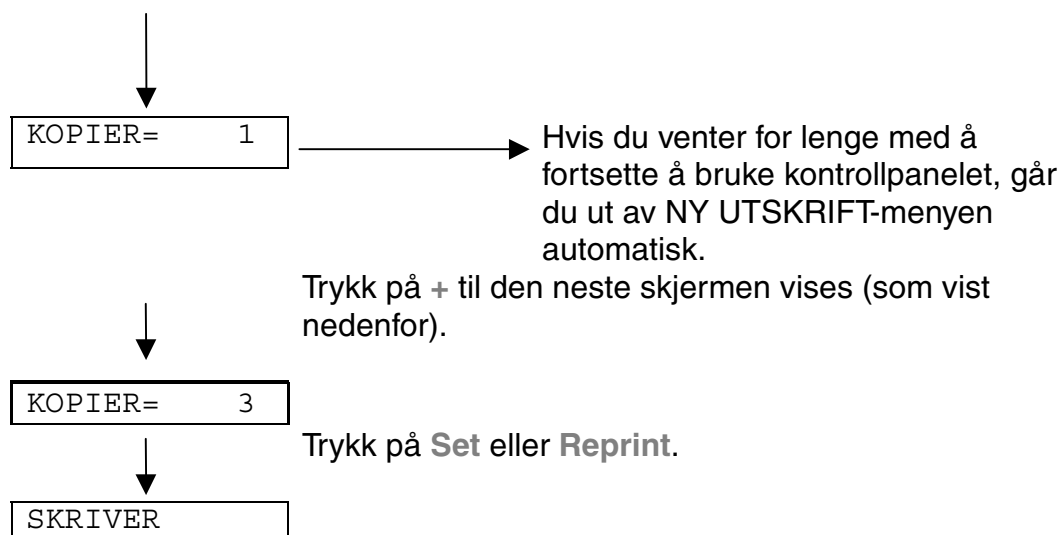 KOPIER= 1
Hvis du venter for lenge med å
fortsette å bruke kontrollpanelet, går
du ut av NY UTSKRIFT-menyen
automatisk.
Trykk på + til den neste skjermen vises (som vist
nedenfor).
KOPIER= 3
Trykk på Set eller Reprint.
SKRIVER